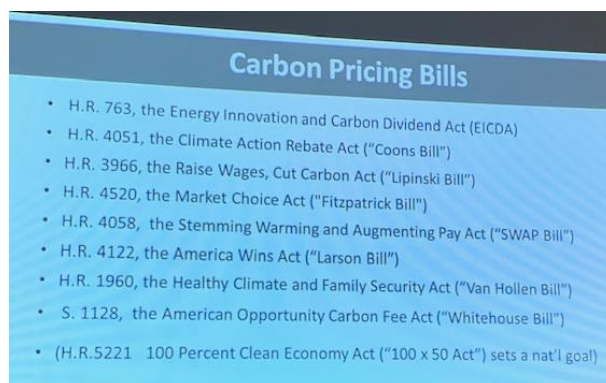 Carbon Pricing Bills
• H.R. 763, the Energy Innovation and Carbon Dividend Act (EICDA)
• H.R. 4051, the Climate Action Rebate Act ("Coons Bill")
• H.R. 3966, the Raise Wages, Cut Carbon Act ("Lipinski Bill")
• H.R. 4520, the Market Choice Act ("Fitzpatrick Bill")
• H.R. 4058, the Stemming Warming and Augmenting Pay Act ("SWAP Bill")
• H.R. 4122, the America Wins Act ("Larson Bill")
• H.R. 1960, the Healthy Climate and Family Security Act ("Van Hollen Bill")
• S. 1128, the American Opportunity Carbon Fee Act ("Whitehouse Bill")
• (H.R.5221 100 Percent Clean Economy Act ("100 x 50 Act") sets a nat'l goal)